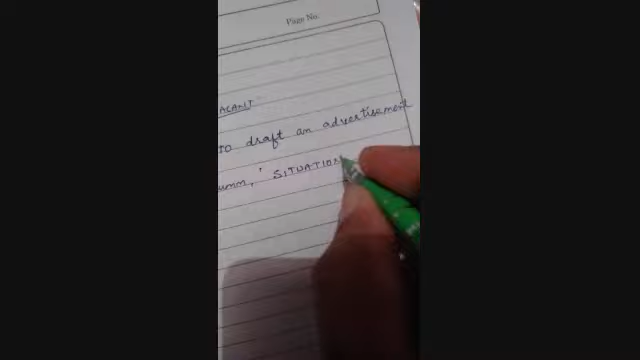 Page No.
ACANT
TO draft an advertisement
umn, ' SITUATION